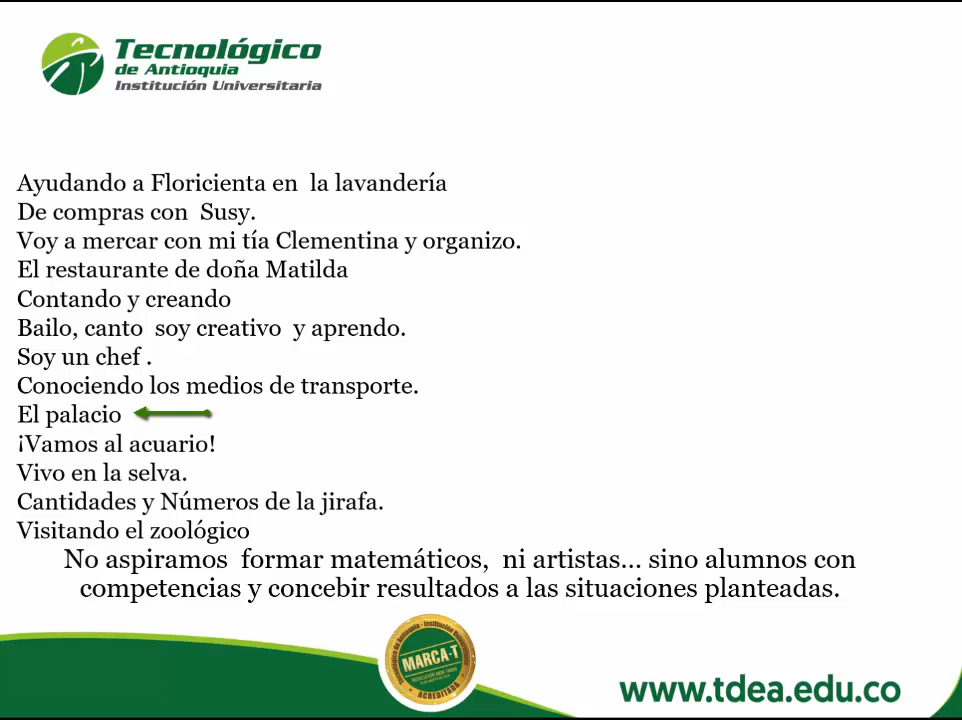 Tecnológico
de Antioquia
Institución Universitaria
Ayudando a Floricienta en  la lavandería
De compras con  Susy.
Voy a mercar con mi tía Clementina y organizo.
El restaurante de doña Matilda
Contando y creando
Bailo, canto  soy creativo  y aprendo.
Soy un chef .
Conociendo los medios de transporte.
El palacio
¡Vamos al acuario!
Vivo en la selva.
Cantidades y Números de la jirafa.
Visitando el zoológico
No aspiramos  formar matemáticos,  ni artistas... sino alumnos con
competencias y concebir resultados a las situaciones planteadas.
MARCA-T
ACREDITADA
www.tdea.edu.co